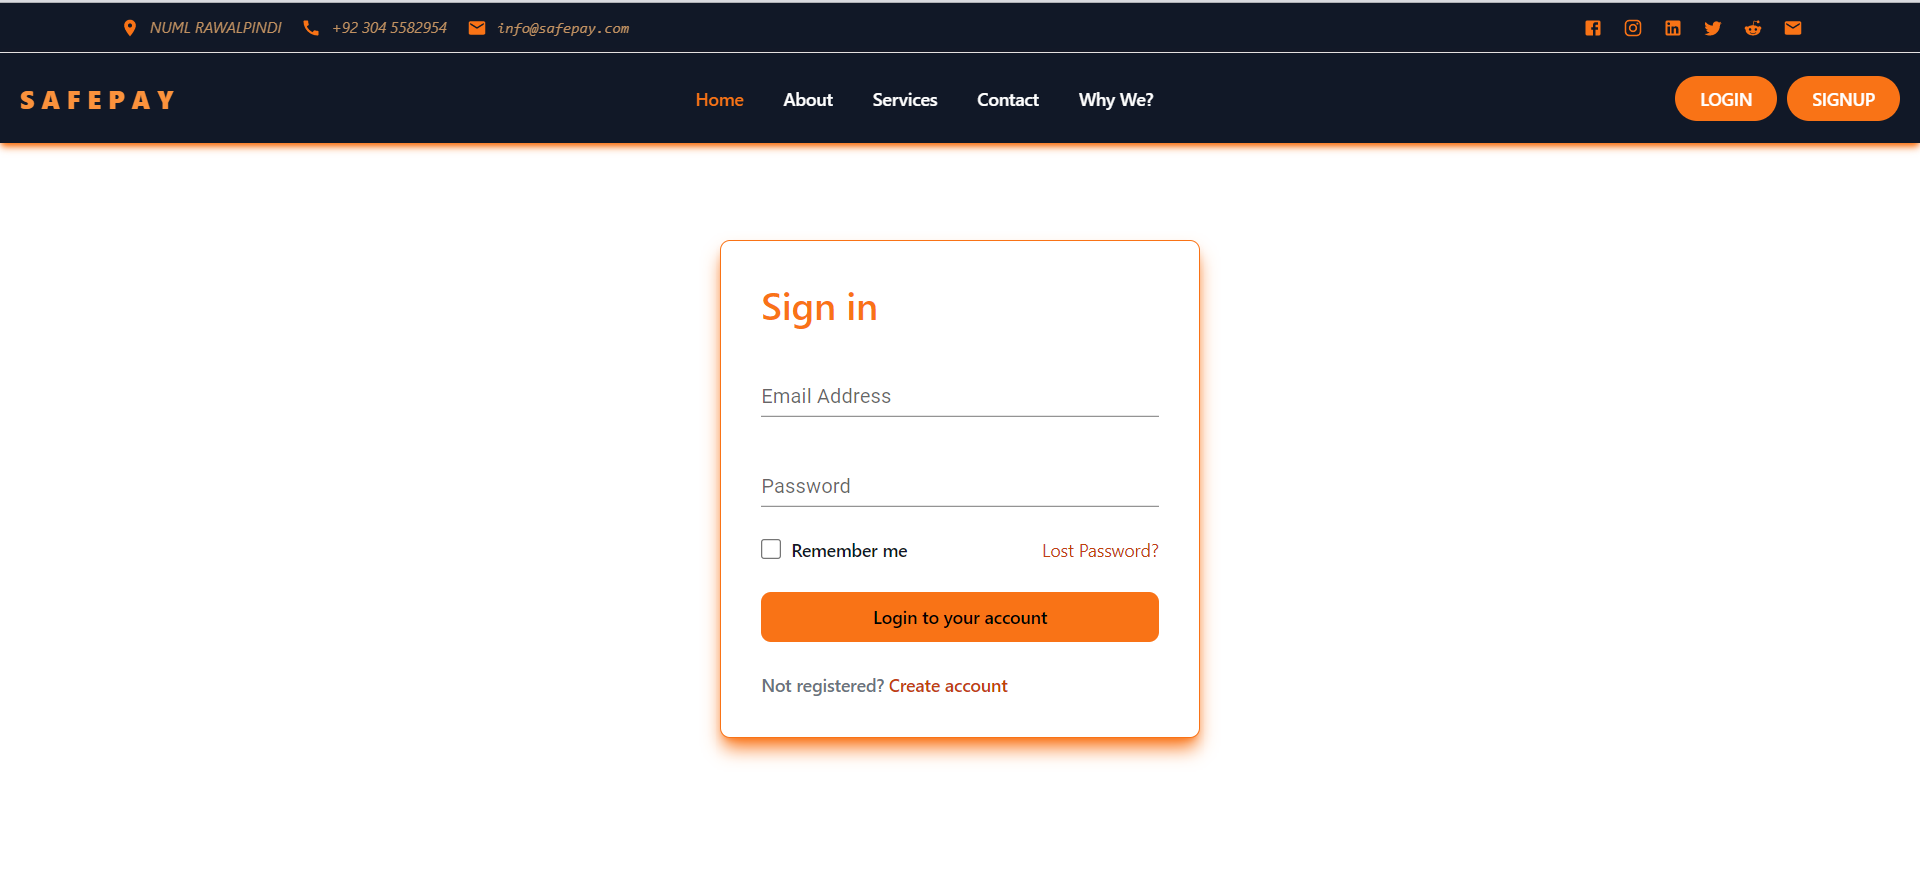 NUML RAWALPINDI +92 304 5582954 info@safepay.com
SAFEPAY Home About Services Contact Why We? LOGIN SIGNUP
Sign in
Email Address
Password
Remember me Lost Password?
Login to your account
Not registered? Create account